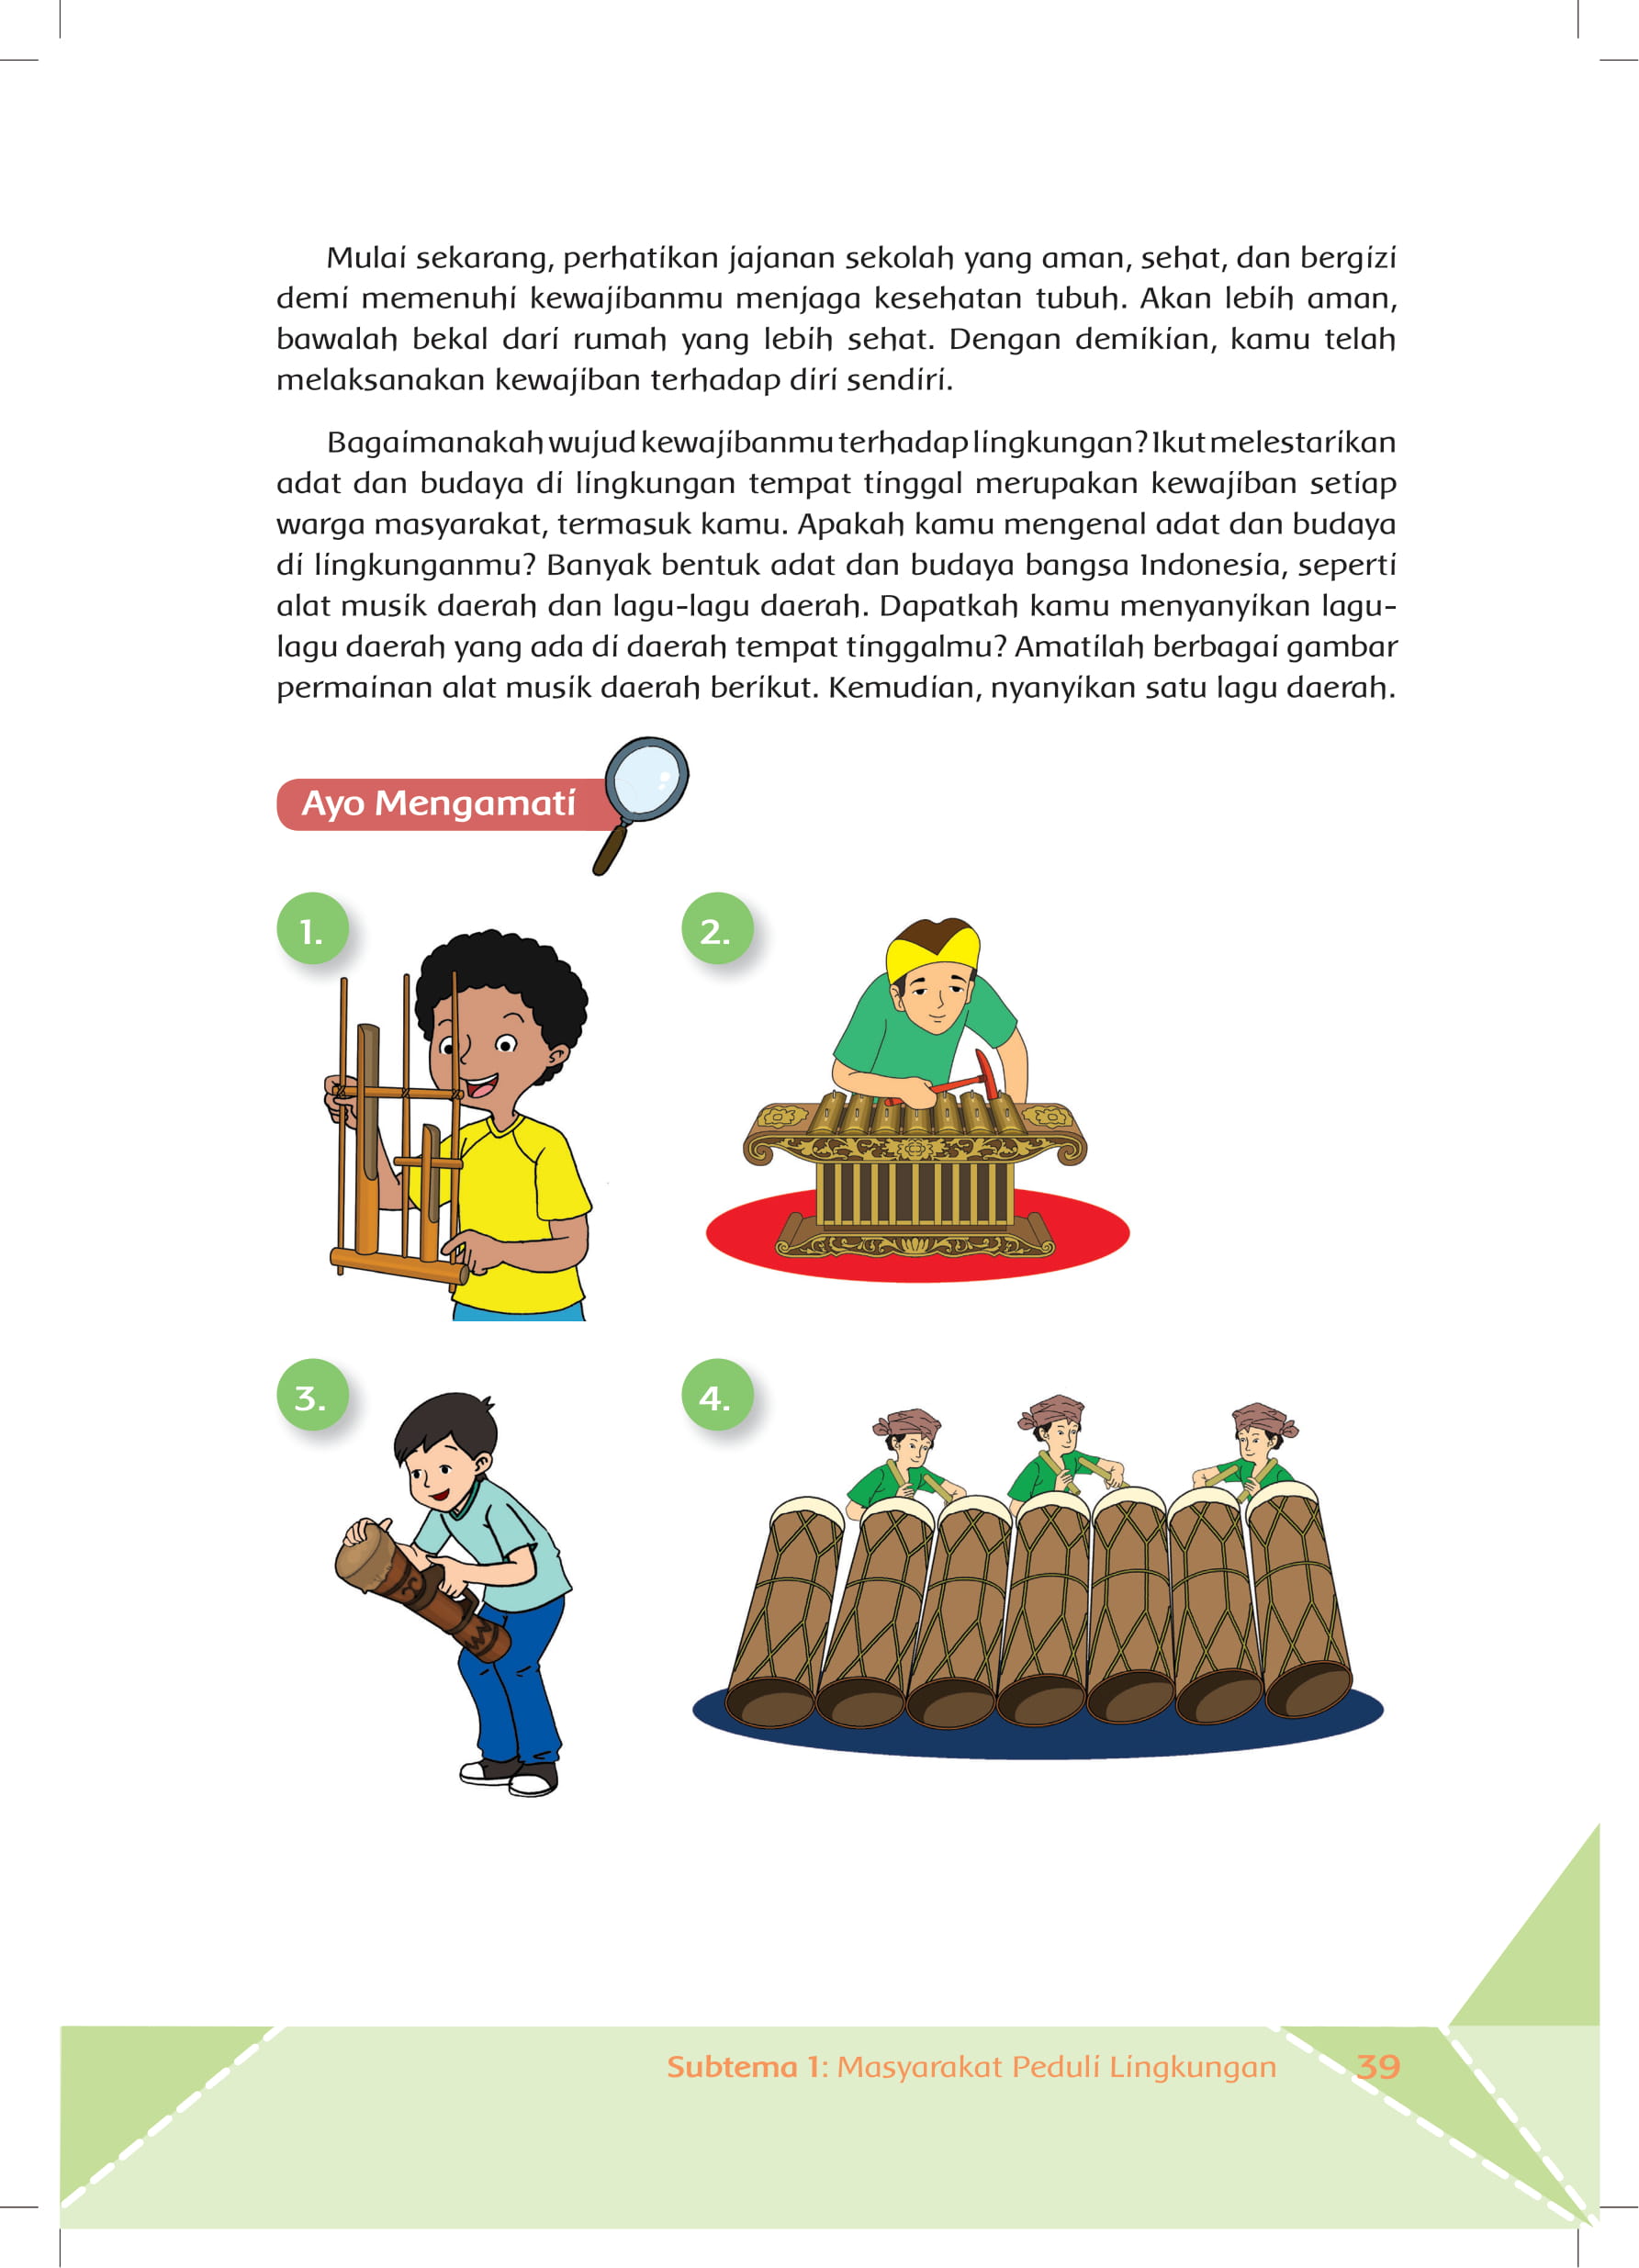 Mulai sekarang, perhatikan jajanan sekolah yang aman, sehat, dan bergizi
demi memenuhi kewajibanmu menjaga kesehatan tubuh. Akan lebih aman,
bawalah bekal dari rumah yang lebih sehat. Dengan demikian, kamu telah
melaksanakan kewajiban terhadap diri sendiri.
Bagaimanakah wujud kewajibanmu terhadap lingkungan? Ikut melestarikan
adat dan budaya di lingkungan tempat tinggal merupakan kewajiban setiap
warga masyarakat, termasuk kamu. Apakah kamu mengenal adat dan budaya
di lingkunganmu? Banyak bentuk adat dan budaya bangsa Indonesia, seperti
alat musik daerah dan lagu-lagu daerah. Dapatkah kamu menyanyikan lagu-
lagu daerah yang ada di daerah tempat tinggalmu? Amatilah berbagai gambar
permainan alat musik daerah berikut. Kemudian, nyanyikan satu lagu daerah.
Ayo Mengamati
1.
2.
3.
4.
Subtema 1: Masyarakat Peduli Lingkungan 39